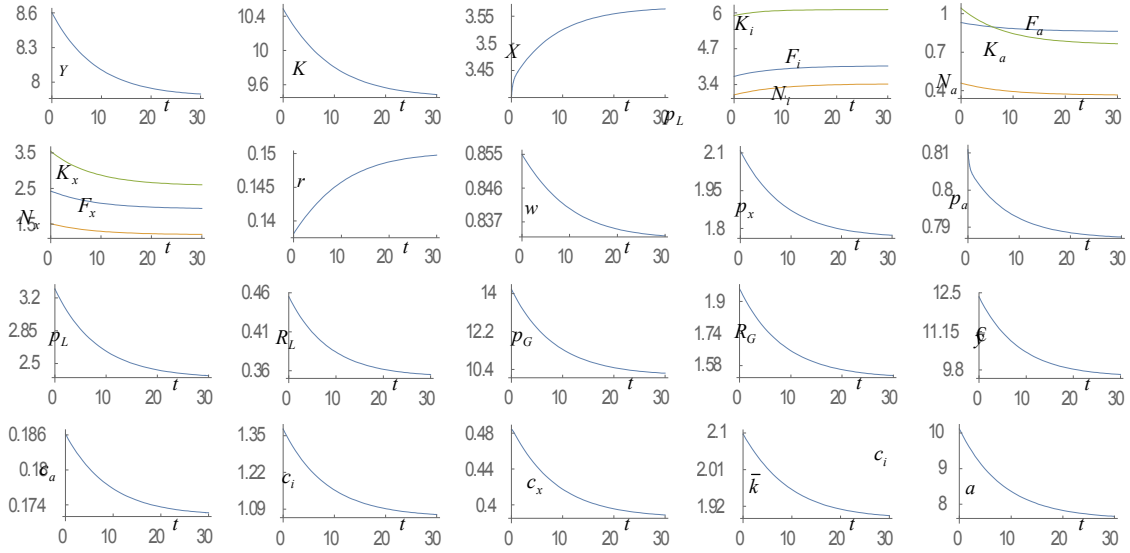 8.6
8.3
8
Y
t
0 10 20 30
10.4
10
9.6
K
t
0 10 20 30
3.55
3.5
3.45
X
t
0 10 20 30
p_L
6
4.7
3.4
K_i
F_i
N_i
t
0 10 20 30
1
0.7
0.4
F_a
K_a
N_a
t
0 10 20 30
3.5
2.5
1.5
K_x
F_x
N_x
t
0 10 20 30
0.15
0.145
0.14
r
t
0 10 20 30
0.855
0.846
0.837
w
t
0 10 20 30
2.1
1.95
1.8
p_x
t
0 10 20 30
0.81
0.8
0.79
p_a
t
0 10 20 30
3.2
2.85
2.5
p_L
t
0 10 20 30
0.46
0.41
0.36
R_L
t
0 10 20 30
14
12.2
10.4
p_G
t
0 10 20 30
1.9
1.74
1.58
R_G
t
0 10 20 30
12.5
11.15
9.8
t
0 10 20 30
0.186
0.18
0.174
c_a
t
0 10 20 30
1.35
1.22
1.09
c_i
t
0 10 20 30
0.48
0.44
0.4
c_x
t
0 10 20 30
2.1
2.01
1.92
k̄
c_i
t
0 10 20 30
10
9
8
a
t
0 10 20 30